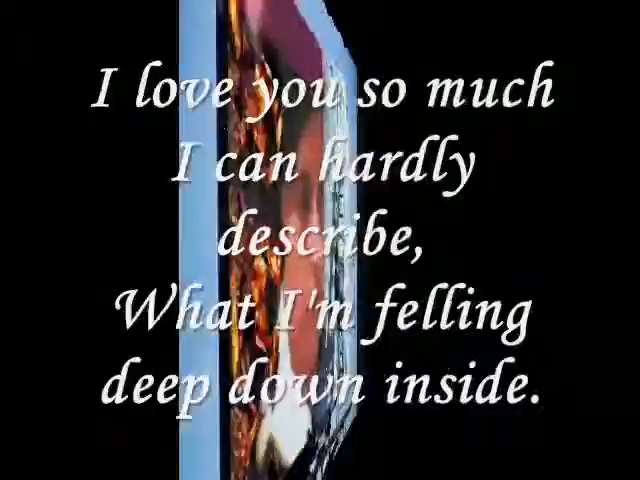 I love you so much
I can hardly
describe,
What I'm felling
deep down inside.